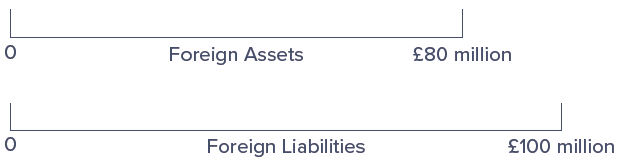 0 Foreign Assets £80 million
0 Foreign Liabilities £100 million